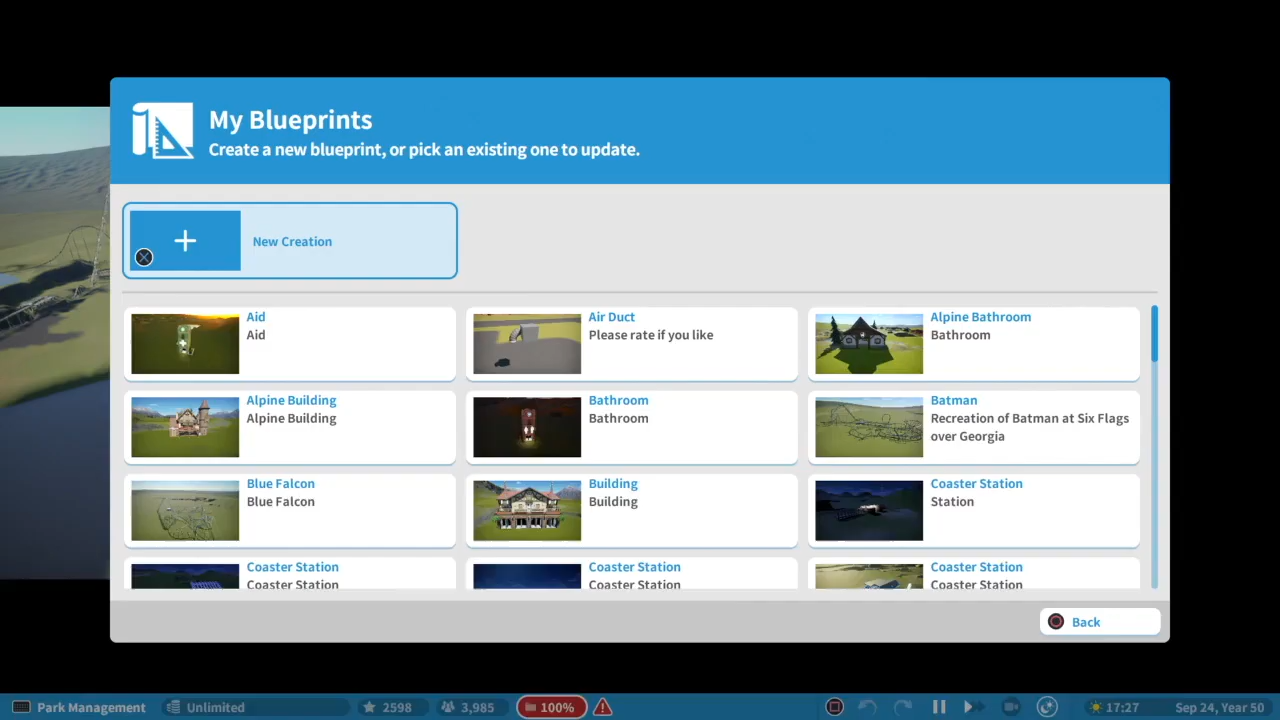 My Blueprints
Create a new blueprint, or pick an existing one to update.
New Creation
Aid
Aid
Air Duct
Please rate if you like
Alpine Bathroom
Bathroom
Alpine Building
Alpine Building
Bathroom
Bathroom
Batman
Recreation of Batman at Six Flags
over Georgia
Blue Falcon
Blue Falcon
Building
Building
Coaster Station
Station
Coaster Station
Coaster Station
Coaster Station
Coaster Station
Coaster Station
Coaster Station
Back
Park Management
Unlimited
2598
3,985
100%
17:27
Sep 24, Year 50